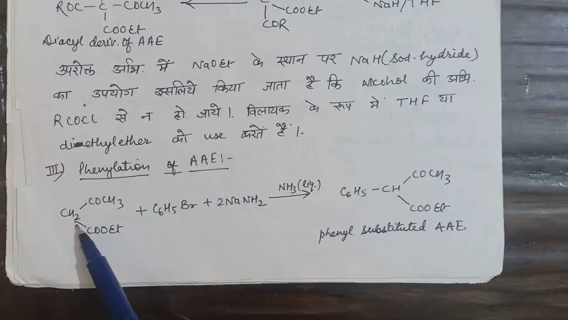 ROC - C - COCH3
COOEt
C COOEt
COR
NaH/THF
Diacyl deriv. of AAE
उपरोक्त अभि. में NaOEt के स्थान पर NaH (Sod. hydride)
का उपयोग इसलिये किया जाता है कि Alcohol की अभि.
RCOCl से न हो जाये। विलायक के रूप में THF या
dimethylether को use करते हैं।
III) Phenylation of AAE :-
CH2 COCH3 COOEt + C6H5Br + 2NaNH2 NH3(liq.) C6H5 - CH COCH3 COOEt
phenyl substituted AAE.